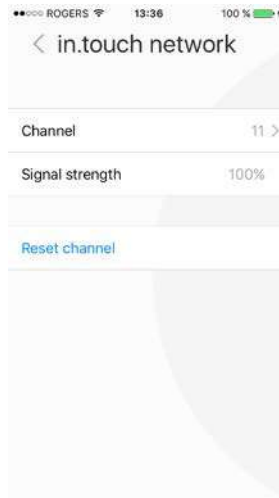 ROGERS 13:36 100 %
< in.touch network
Channel 11 >
Signal strength 100%
Reset channel